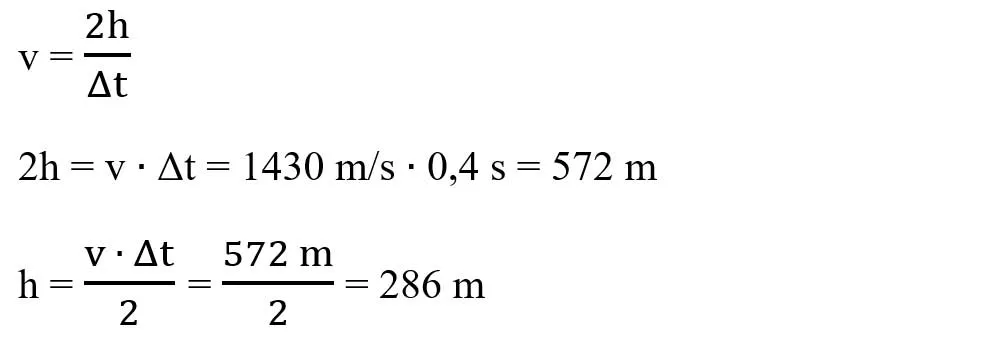 v = 2h / Δt
2h = v · Δt = 1430 m/s · 0,4 s = 572 m
h = v · Δt / 2 = 572 m / 2 = 286 m